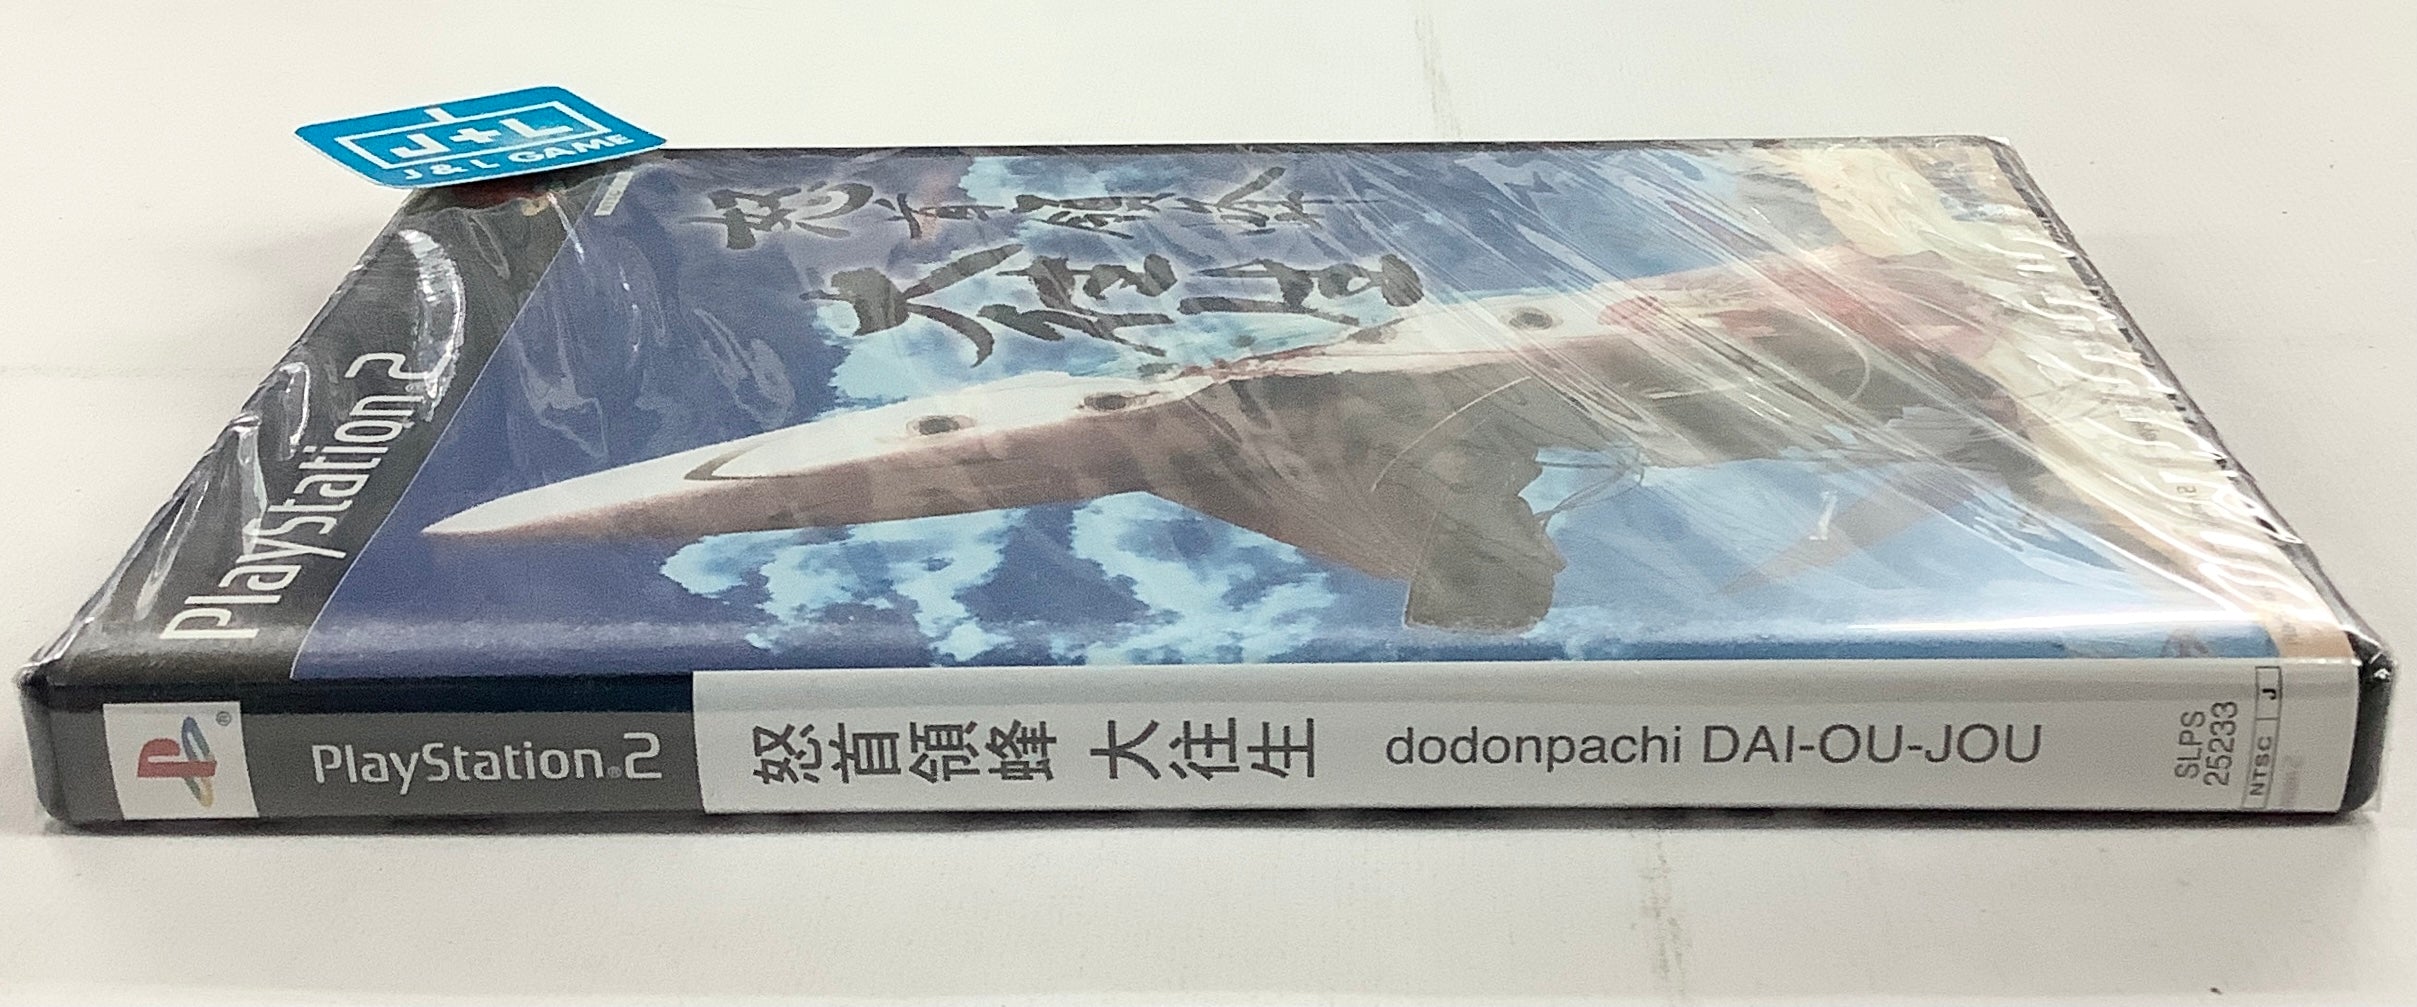 J+L
J & L GAME
PlayStation 2
怒首領蜂
大往生
PlayStation 2
怒首領蜂 大往生 dodonpachi DAI-OU-JOU
SLPS
25233
NTSC J